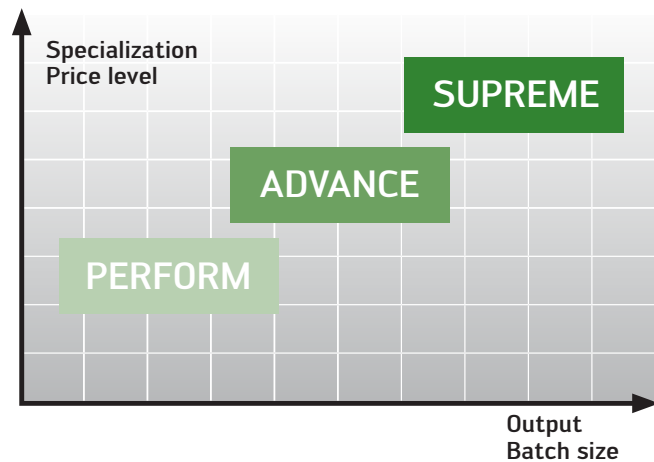 Specialization
Price level
SUPREME
ADVANCE
PERFORM
Output
Batch size